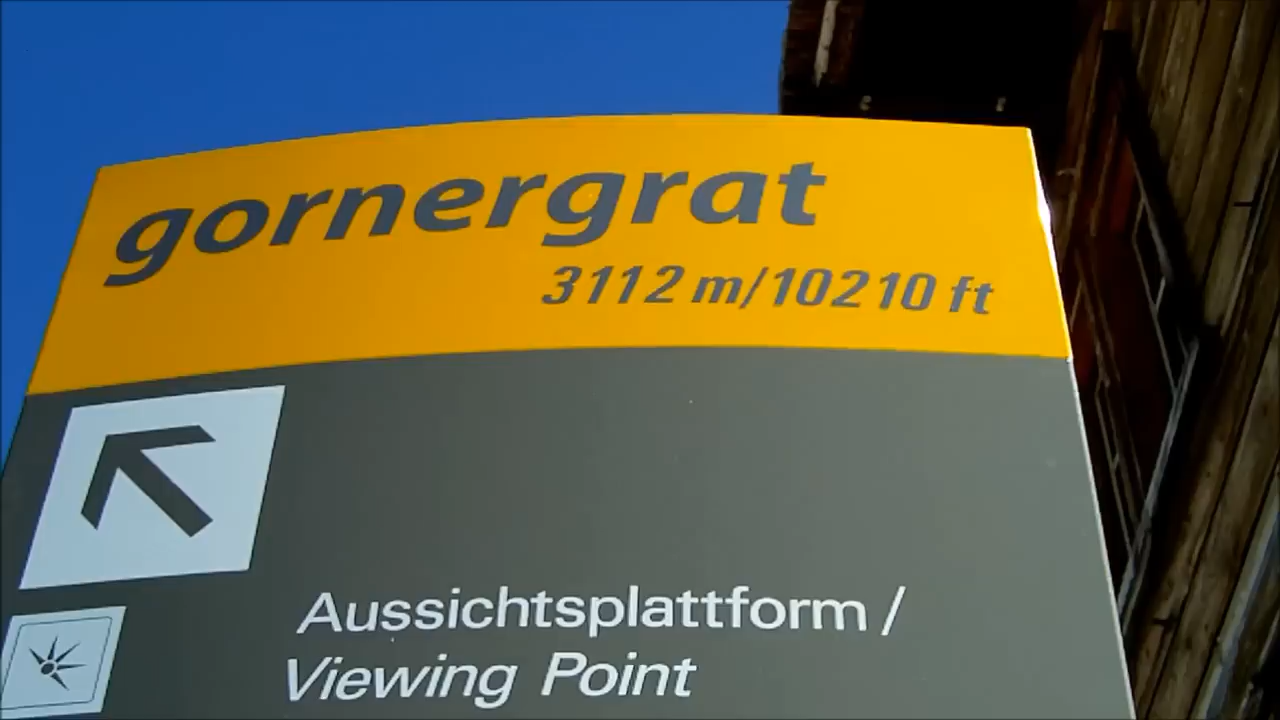 gornergrat
3112 m/10210 ft
Aussichtsplattform /
Viewing Point